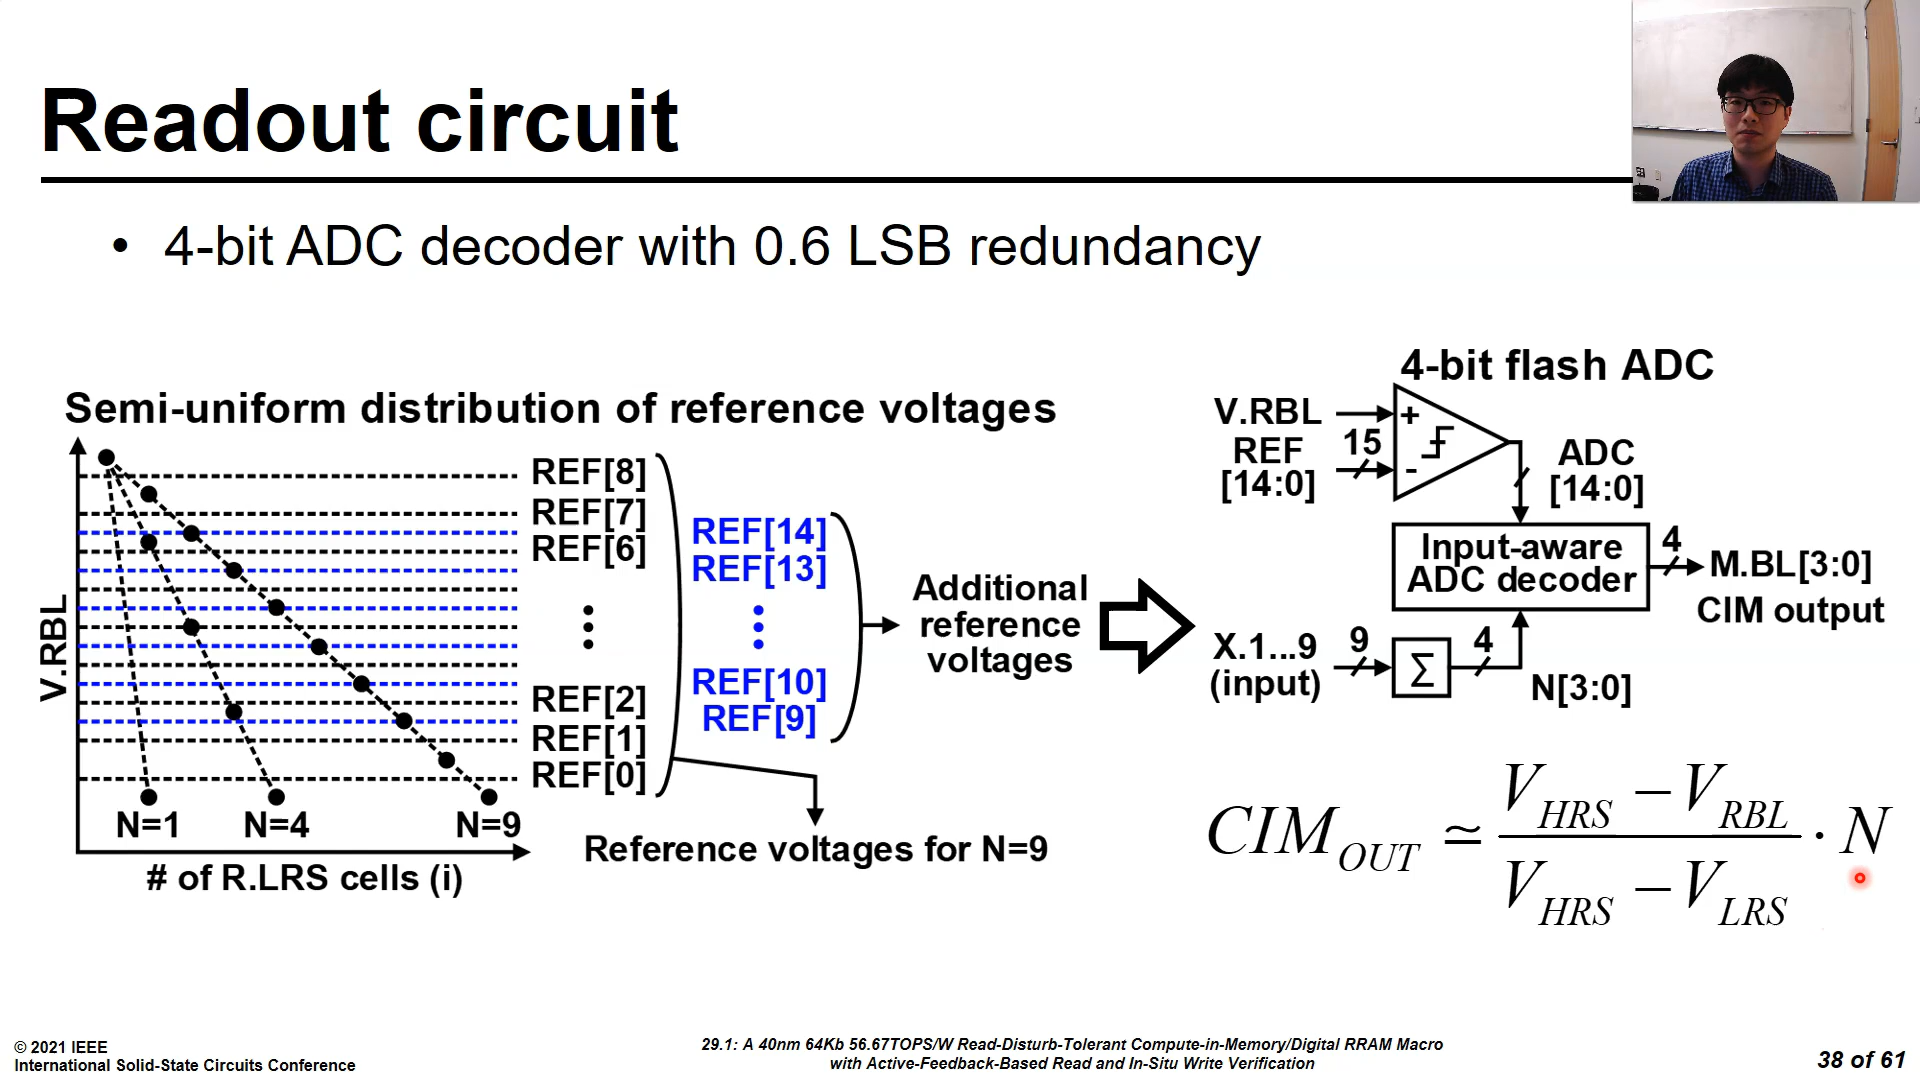 Readout circuit
• 4-bit ADC decoder with 0.6 LSB redundancy
Semi-uniform distribution of reference voltages
V.RBL
REF[8]
REF[7]
REF[6]
REF[2]
REF[1]
REF[0]
REF[14]
REF[13]
REF[10]
REF[9]
N=1
N=4
N=9
# of R.LRS cells (i)
Additional
reference
voltages
Reference voltages for N=9
4-bit flash ADC
V.RBL
REF
[14:0]
15
+
-
ADC
[14:0]
Input-aware
ADC decoder
4
M.BL[3:0]
CIM output
X.1...9
(input)
9
Σ
4
N[3:0]
CIM_OUT ≃ (V_HRS − V_RBL) / (V_HRS − V_LRS) · N
© 2021 IEEE
International Solid-State Circuits Conference
29.1: A 40nm 64Kb 56.67TOPS/W Read-Disturb-Tolerant Compute-in-Memory/Digital RRAM Macro
with Active-Feedback-Based Read and In-Situ Write Verification
38 of 61